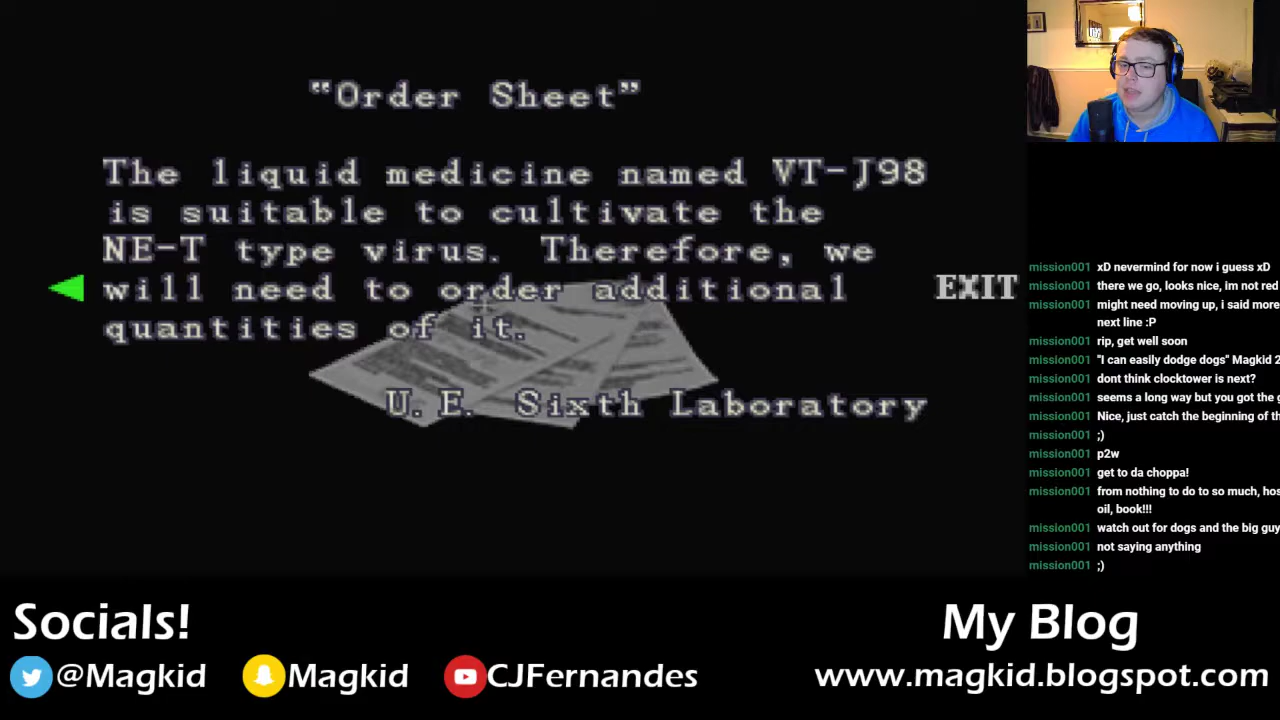 "Order Sheet"
The liquid medicine named VT-J98
is suitable to cultivate the
NE-T type virus. Therefore, we
will need to order additional
quantities of it.
U.E. Sixth Laboratory
EXIT
mission001 xD nevermind for now i guess xD
mission001 there we go, looks nice, im not red
mission001 might need moving up, i said more
next line :P
mission001 rip, get well soon
mission001 "I can easily dodge dogs" Magkid 2
mission001 dont think clocktower is next?
mission001 seems a long way but you got the g
mission001 Nice, just catch the beginning of th
mission001 ;)
mission001 p2w
mission001 get to da choppa!
mission001 from nothing to do to so much, hos
oil, book!!!
mission001 watch out for dogs and the big guy
mission001 not saying anything
mission001 ;)
Socials!
@Magkid Magkid CJFernandes
My Blog
www.magkid.blogspot.com